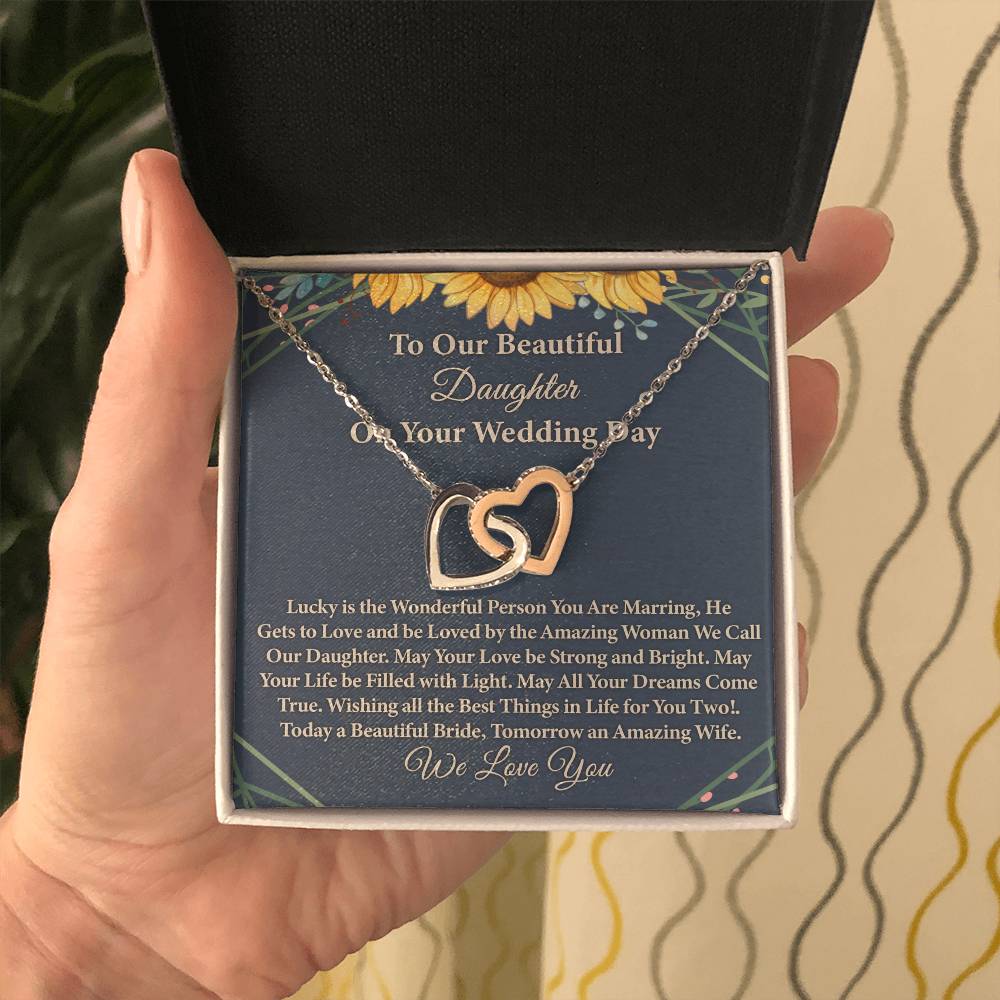 To Our Beautiful
Daughter
On Your Wedding Day
Lucky is the Wonderful Person You Are Marring, He
Gets to Love and be Loved by the Amazing Woman We Call
Our Daughter. May Your Love be Strong and Bright. May
Your Life be Filled with Light. May All Your Dreams Come
True. Wishing all the Best Things in Life for You Two!.
Today a Beautiful Bride, Tomorrow an Amazing Wife.
We Love You